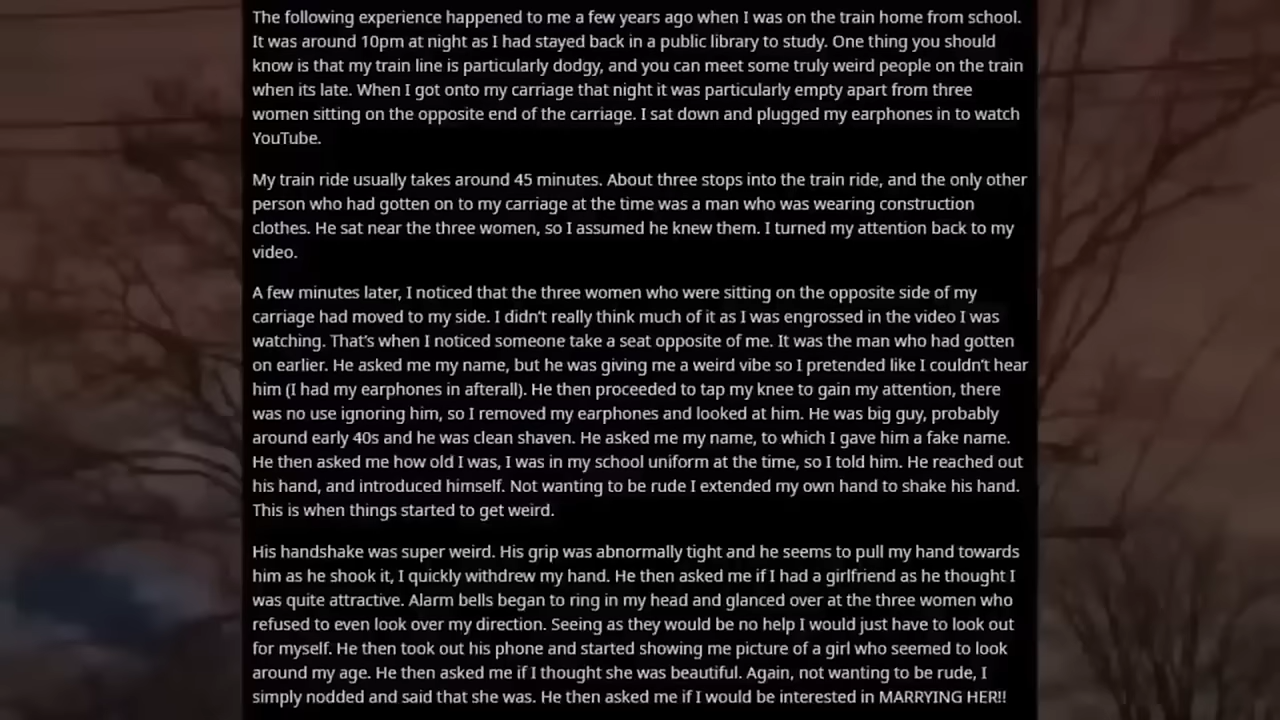 The following experience happened to me a few years ago when I was on the train home from school.
It was around 10pm at night as I had stayed back in a public library to study. One thing you should
know is that my train line is particularly dodgy, and you can meet some truly weird people on the train
when its late. When I got onto my carriage that night it was particularly empty apart from three
women sitting on the opposite end of the carriage. I sat down and plugged my earphones in to watch
YouTube.
My train ride usually takes around 45 minutes. About three stops into the train ride, and the only other
person who had gotten on to my carriage at the time was a man who was wearing construction
clothes. He sat near the three women, so I assumed he knew them. I turned my attention back to my
video.
A few minutes later, I noticed that the three women who were sitting on the opposite side of my
carriage had moved to my side. I didn't really think much of it as I was engrossed in the video I was
watching. That's when I noticed someone take a seat opposite of me. It was the man who had gotten
on earlier. He asked me my name, but he was giving me a weird vibe so I pretended like I couldn't hear
him (I had my earphones in afterall). He then proceeded to tap my knee to gain my attention, there
was no use ignoring him, so I removed my earphones and looked at him. He was big guy, probably
around early 40s and he was clean shaven. He asked me my name, to which I gave him a fake name.
He then asked me how old I was, I was in my school uniform at the time, so I told him. He reached out
his hand, and introduced himself. Not wanting to be rude I extended my own hand to shake his hand.
This is when things started to get weird.
His handshake was super weird. His grip was abnormally tight and he seems to pull my hand towards
him as he shook it, I quickly withdrew my hand. He then asked me if I had a girlfriend as he thought I
was quite attractive. Alarm bells began to ring in my head and glanced over at the three women who
refused to even look over my direction. Seeing as they would be no help I would just have to look out
for myself. He then took out his phone and started showing me picture of a girl who seemed to look
around my age. He then asked me if I thought she was beautiful. Again, not wanting to be rude, I
simply nodded and said that she was. He then asked me if I would be interested in MARRYING HER!!